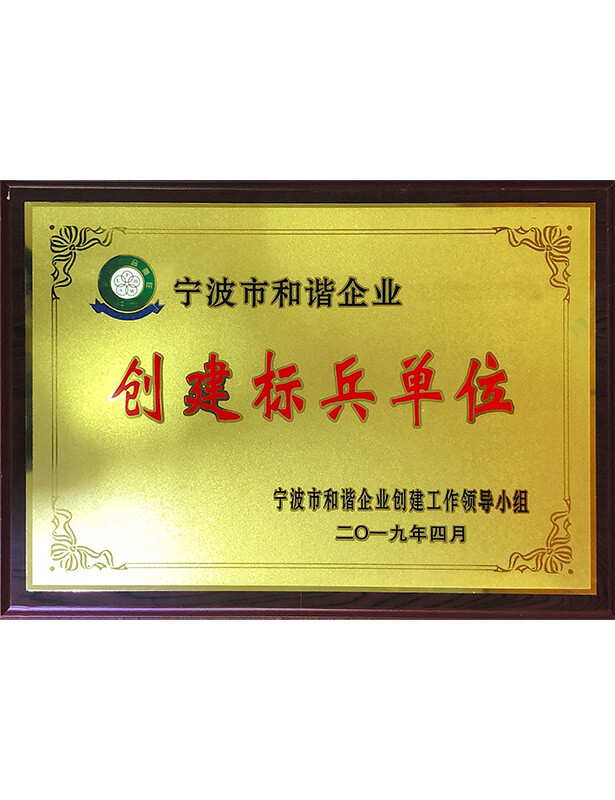 宁波市和谐企业
创建标兵单位
宁波市和谐企业创建工作领导小组
二〇一九年四月